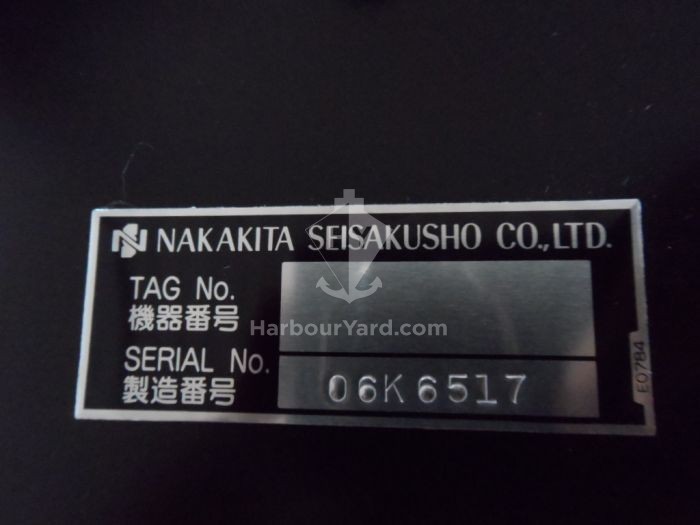 NAKAKITA SEISAKUSHO CO.,LTD.
TAG No.
機器番号
HarbourYard.com
SERIAL No.
製造番号
06K6517
E0784